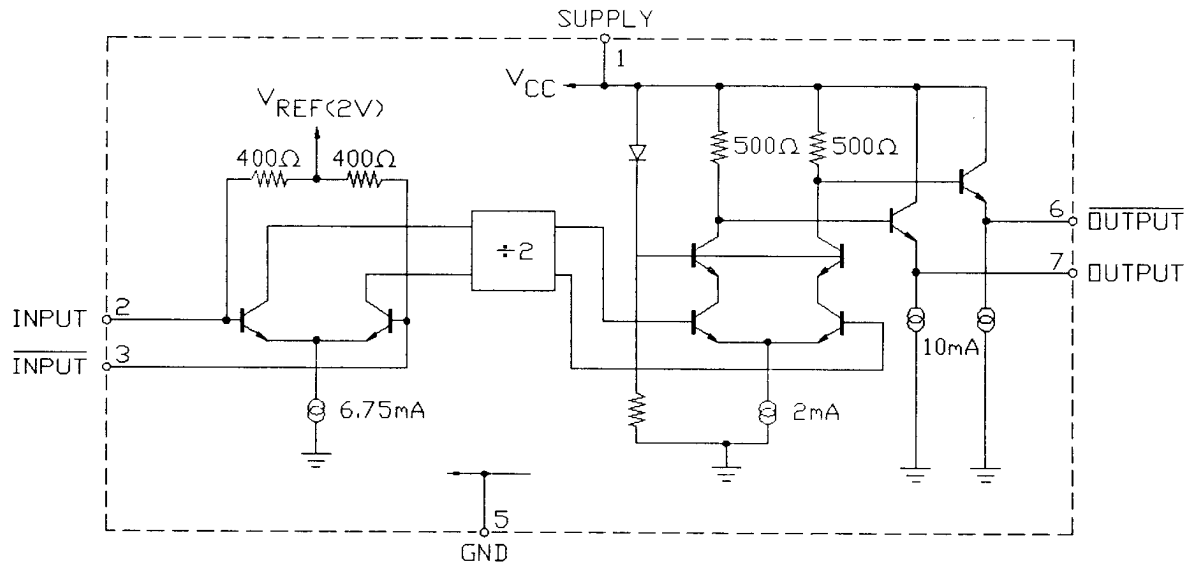 SUPPLY
1
VCC
VREF(2V)
400Ω 400Ω
500Ω 500Ω
÷2
6 OUTPUT
7 OUTPUT
INPUT 2
INPUT 3
10mA
6.75mA
2mA
5
GND